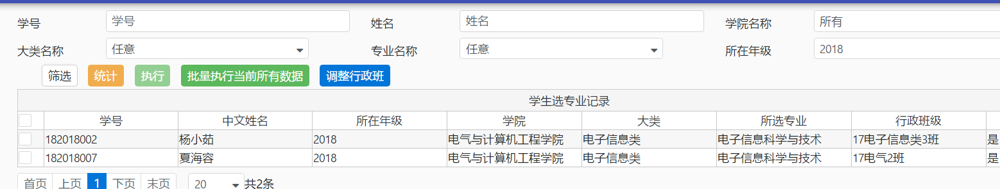 学号 学号 姓名 姓名 学院名称 所有
大类名称 任意 专业名称 任意 所在年级 2018
筛选 统计 执行 批量执行当前所有数据 调整行政班
学生选专业记录
学号 中文姓名 所在年级 学院 大类 所选专业 行政班级
182018002 杨小茹 2018 电气与计算机工程学院 电子信息类 电子信息科学与技术 17电子信息类3班 是
182018007 夏海容 2018 电气与计算机工程学院 电子信息类 电子信息科学与技术 17电气2班 是
首页 上页 1 下页 末页 20 共2条